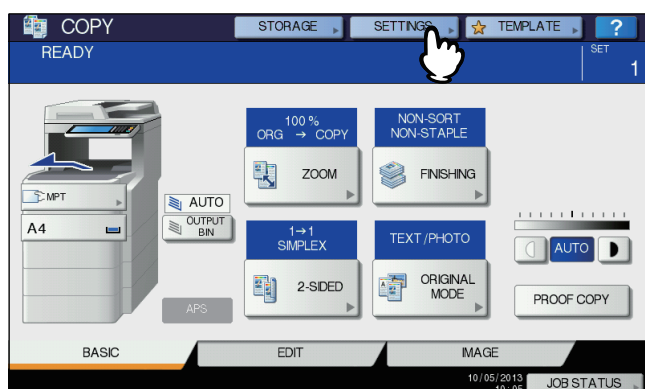 COPY
STORAGE
SETTINGS
TEMPLATE
?
READY
SET
1
100 %
ORG → COPY
NON-SORT
NON-STAPLE
ZOOM
FINISHING
MPT
A4
AUTO
OUTPUT
BIN
1→1
SIMPLEX
TEXT/PHOTO
2-SIDED
ORIGINAL
MODE
AUTO
APS
PROOF COPY
BASIC
EDIT
IMAGE
10/05/2013
JOB STATUS